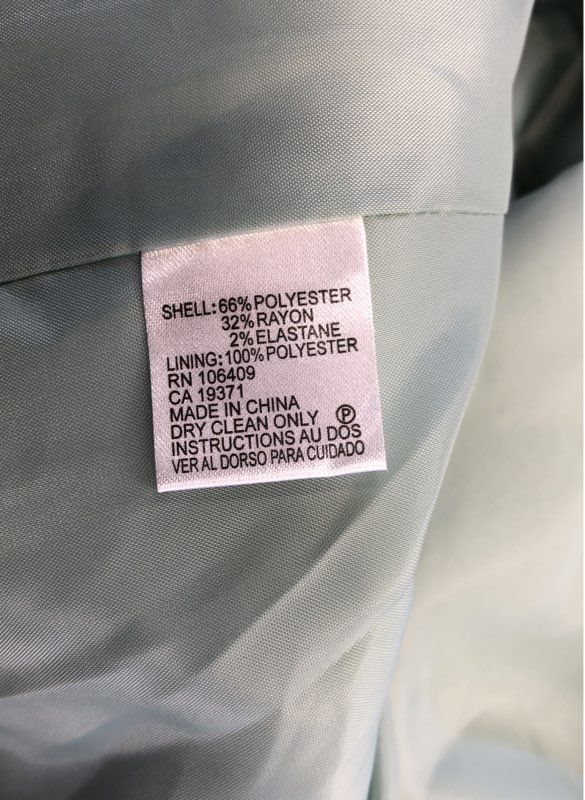 SHELL:66%POLYESTER
32%RAYON
2%ELASTANE
LINING:100%POLYESTER
RN 106409
CA 19371
MADE IN CHINA
DRY CLEAN ONLY Ⓟ
INSTRUCTIONS AU DOS
VER AL DORSO PARA CUIDADO